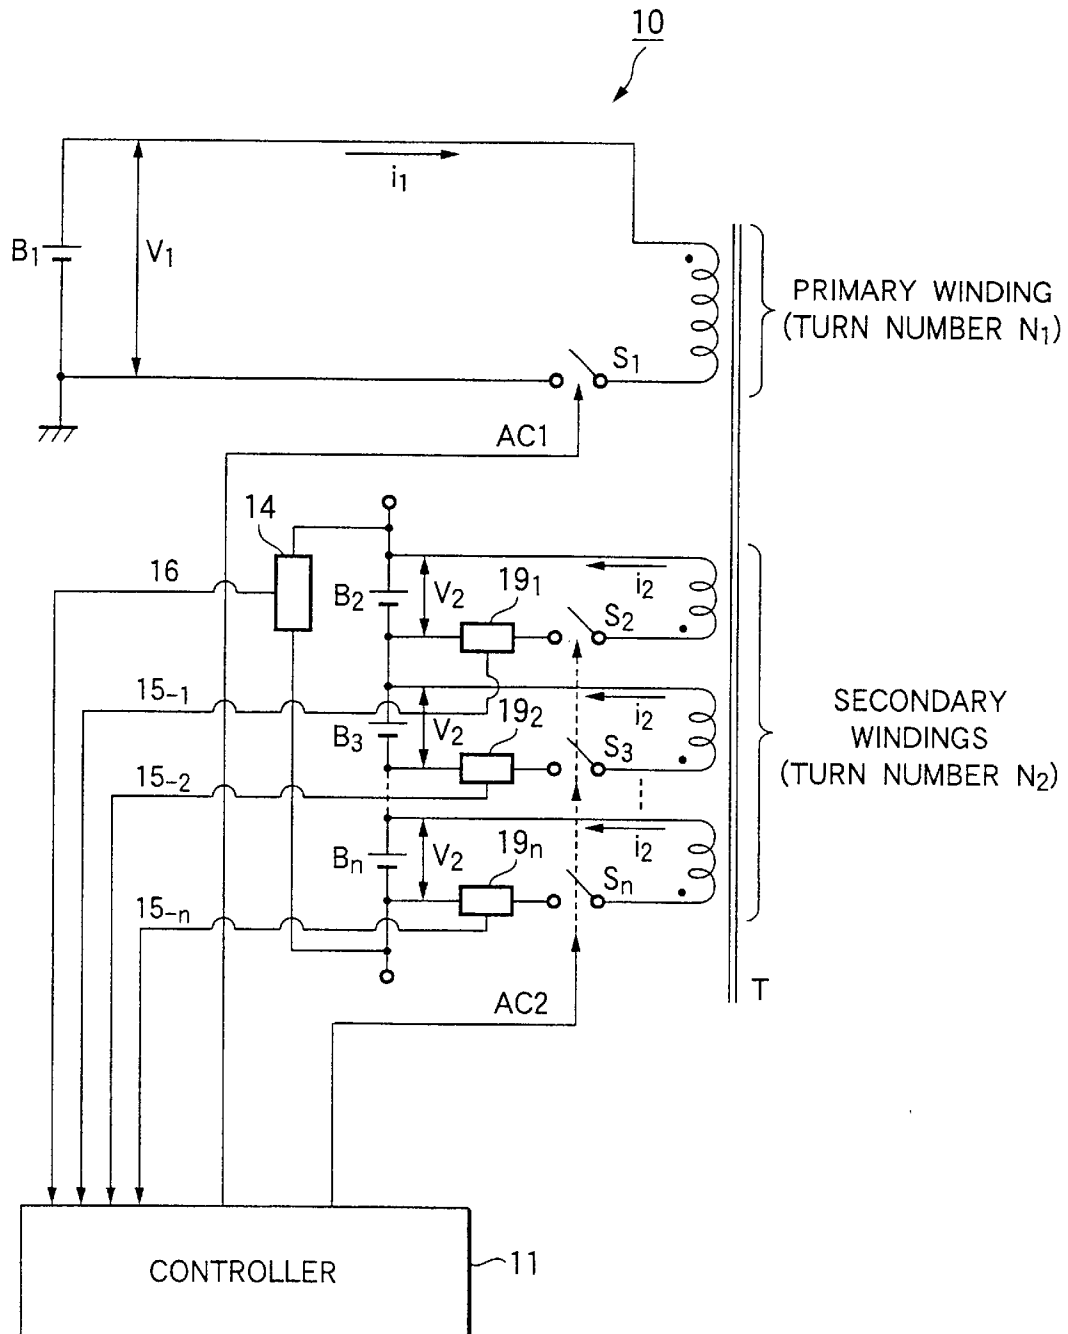 10
i1
B1
V1
PRIMARY WINDING
(TURN NUMBER N1)
S1
AC1
14
16
B2
V2
191
i2
S2
15-1
B3
V2
192
i2
S3
SECONDARY
WINDINGS
(TURN NUMBER N2)
15-2
Bn
V2
19n
i2
Sn
15-n
AC2
T
CONTROLLER
11